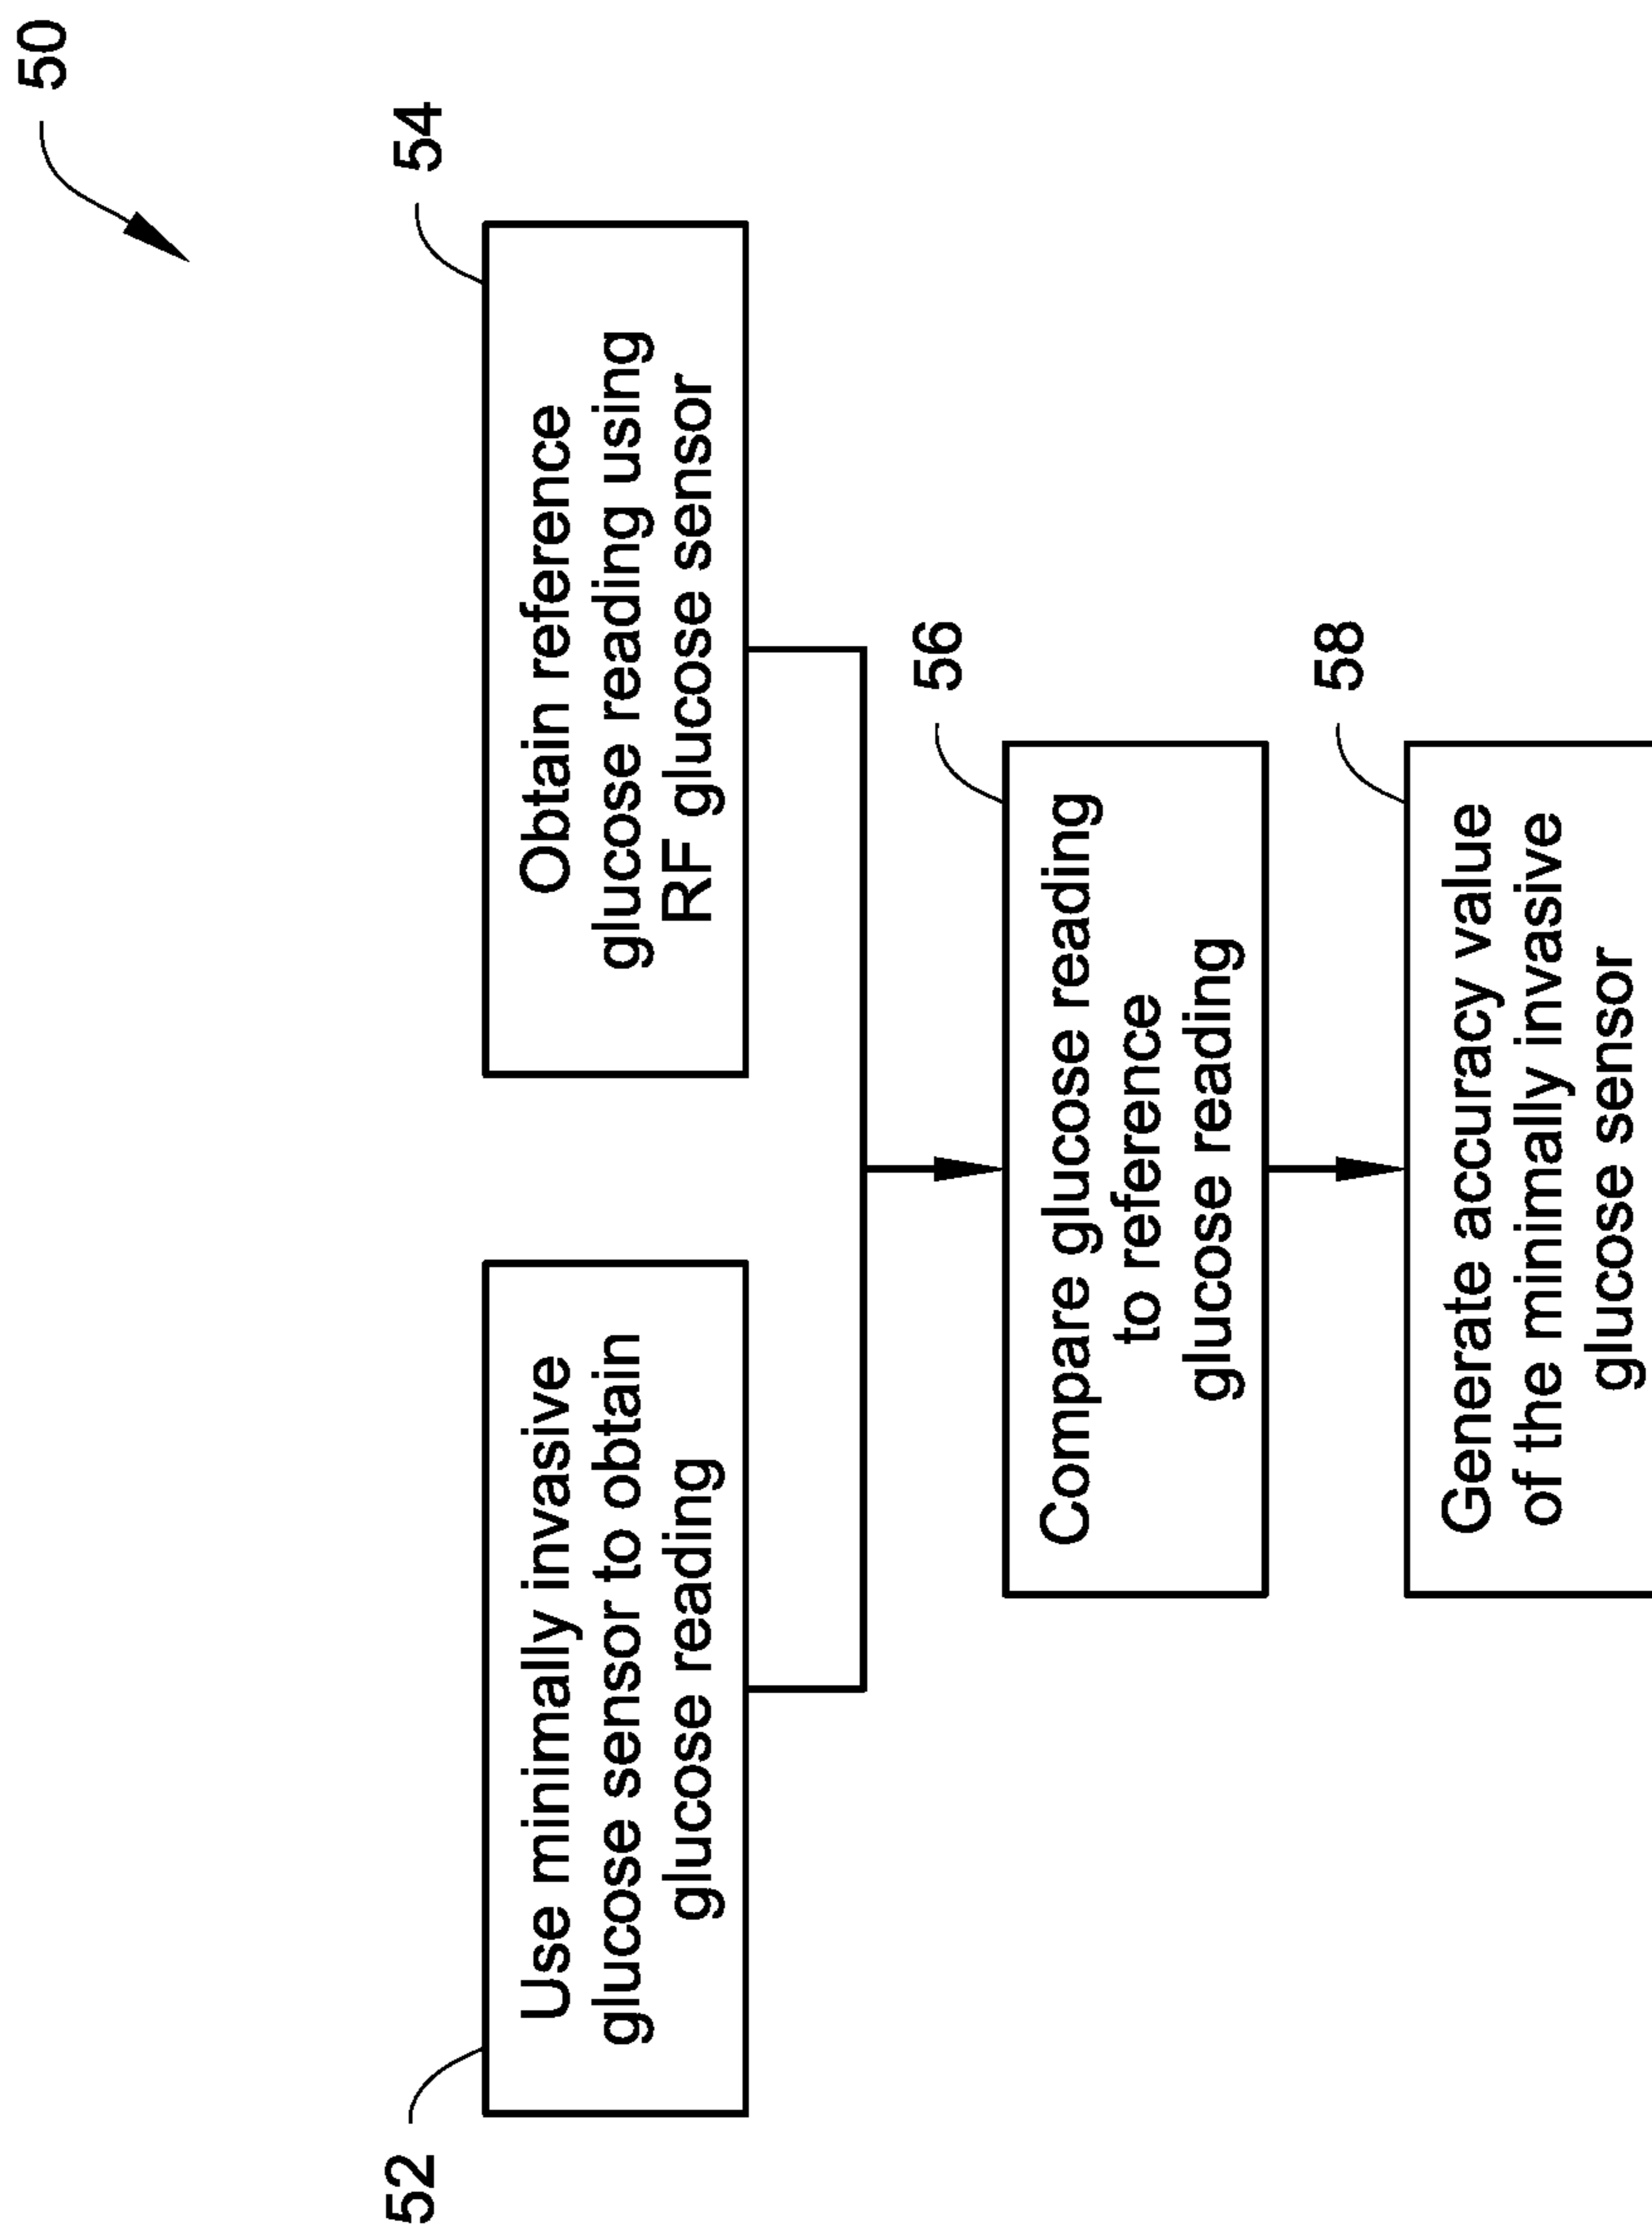 50
52
Use minimally invasive
glucose sensor to obtain
glucose reading
54
Obtain reference
glucose reading using
RF glucose sensor
56
Compare glucose reading
to reference
glucose reading
58
Generate accuracy value
of the minimally invasive
glucose sensor